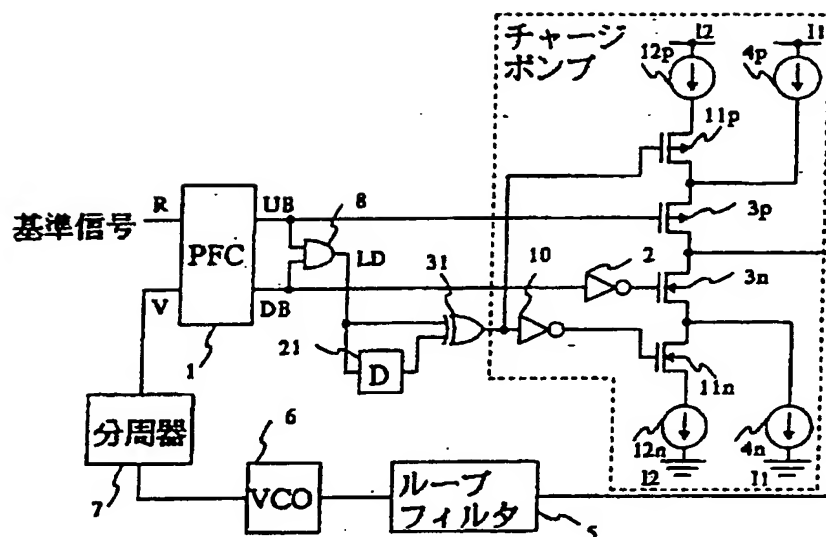 チャージ
ポンプ
I2
I1
12p
4p
11p
R
UB
8
基準信号
PFC
LD
3p
31
10
2
3n
V
DB
1
21
D
11n
分周器
7
6
VCO
ループ
フィルタ
5
12n
4n
I2
I1